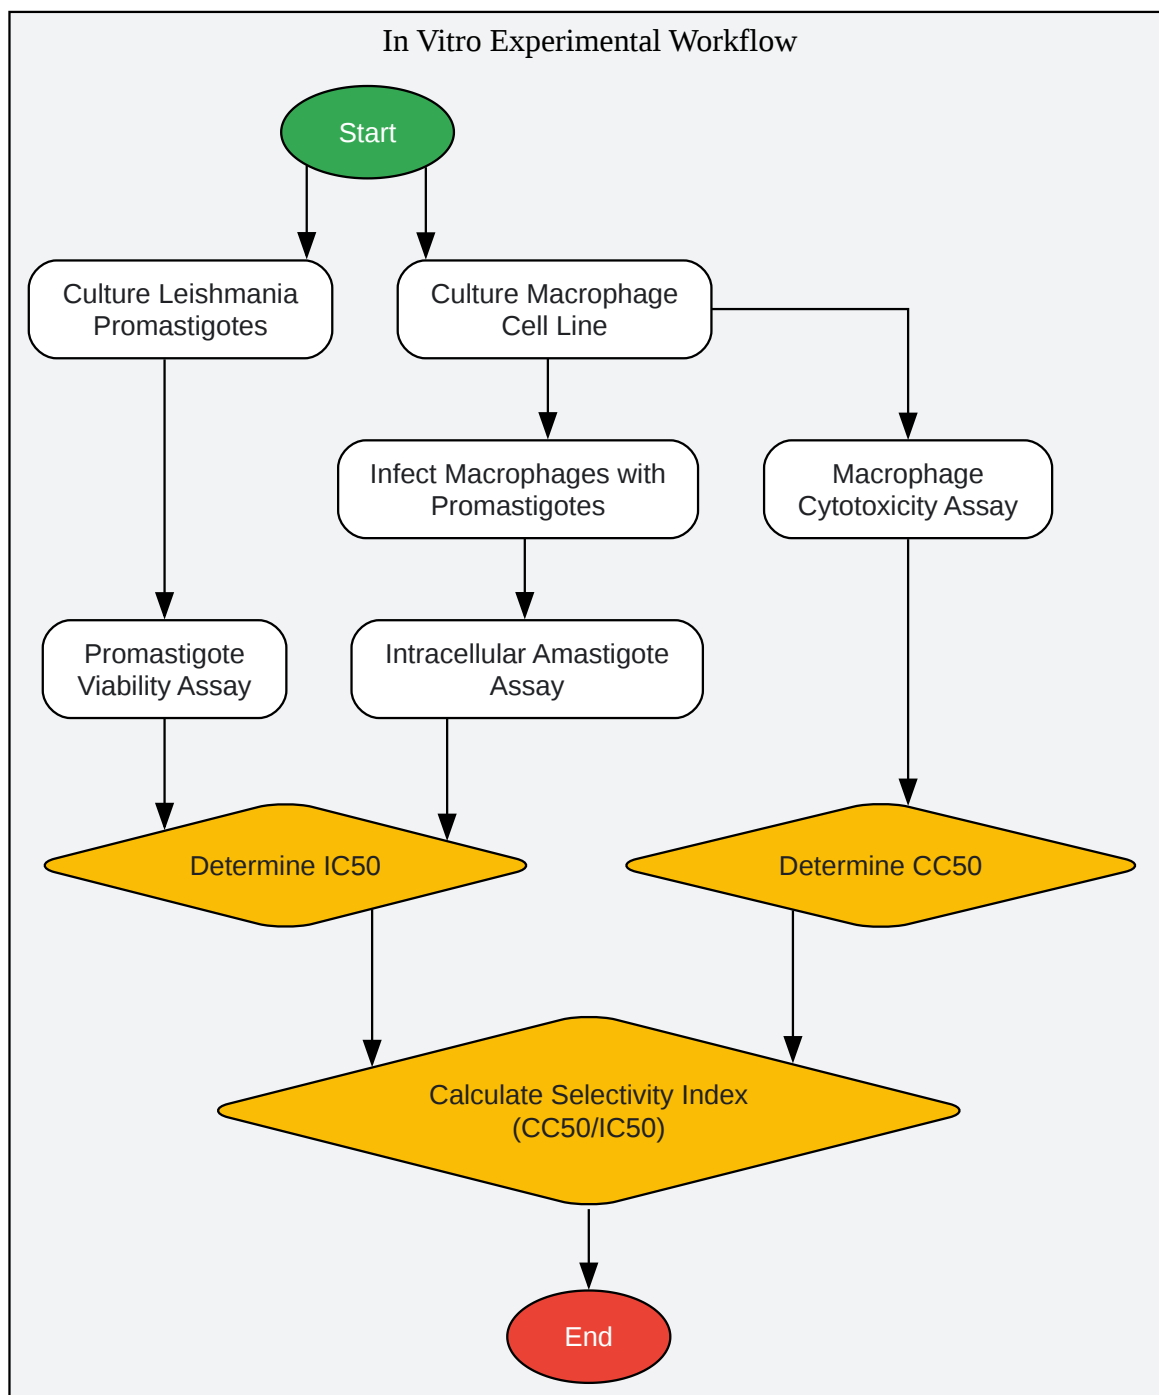 In Vitro Experimental Workflow
Start
Culture Leishmania
Promastigotes
Culture Macrophage
Cell Line
Infect Macrophages with
Promastigotes
Macrophage
Cytotoxicity Assay
Promastigote
Viability Assay
Intracellular Amastigote
Assay
Determine IC50
Determine CC50
Calculate Selectivity Index
(CC50/IC50)
End